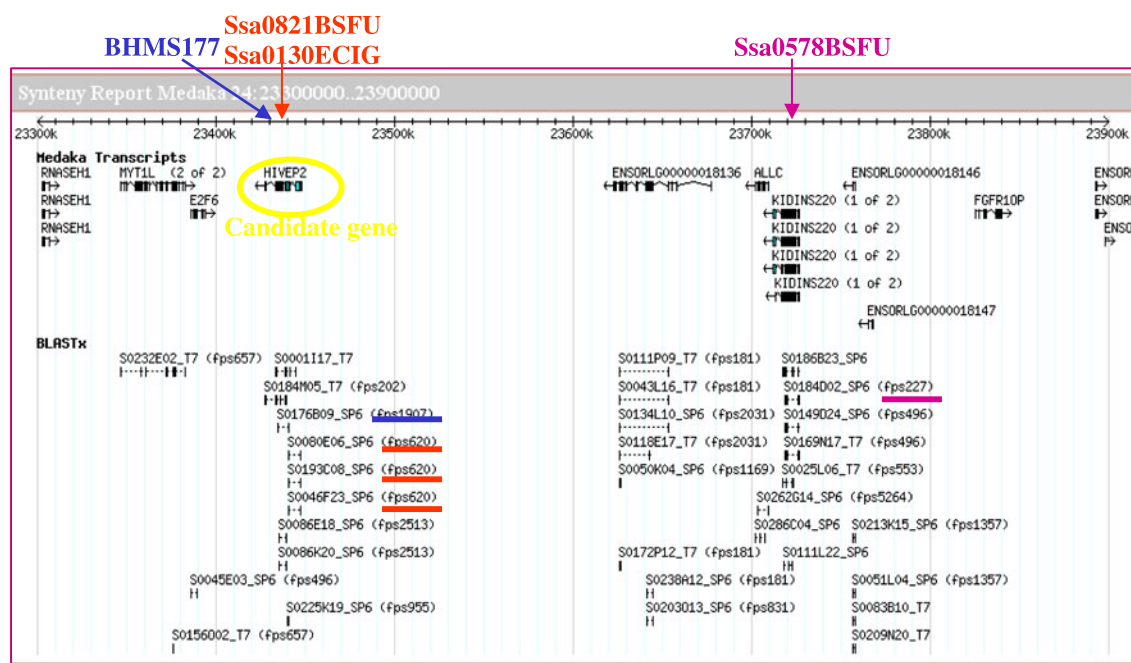 Ssa0821BSFU
BHMS177 Ssa0130ECIG Ssa0578BSFU
Synteny Report Medaka 24:23300000..23900000
23300k 23400k 23500k 23600k 23700k 23800k 23900k
Medaka Transcripts
RNASEH1 MYT1L (2 of 2) HIVEP2 ENSORLG00000018136 ALLC ENSORLG00000018146 ENSOR
RNASEH1 E2F6 KIDINS220 (1 of 2) FGFR1OP ENSOR
RNASEH1 Candidate gene KIDINS220 (1 of 2) ENSO
KIDINS220 (1 of 2)
KIDINS220 (1 of 2)
ENSORLG00000018147
BLASTx
S0232E02_T7 (fps657) S0001I17_T7 S0111P09_T7 (fps181) S0186B23_SP6
S0184M05_T7 (fps202) S0043L16_T7 (fps181) S0184D02_SP6 (fps227)
S0176B09_SP6 (fps1907) S0134L10_SP6 (fps2031) S0149D24_SP6 (fps496)
S0080E06_SP6 (fps620) S0118E17_T7 (fps2031) S0169N17_T7 (fps496)
S0193C08_SP6 (fps620) S0050K04_SP6 (fps1169) S0025L06_T7 (fps553)
S0046F23_SP6 (fps620) S0262G14_SP6 (fps5264)
S0086E18_SP6 (fps2513) S0286C04_SP6 S0213K15_SP6 (fps1357)
S0086K20_SP6 (fps2513) S0172P12_T7 (fps181) S0111L22_SP6
S0045E03_SP6 (fps496) S0238A12_SP6 (fps181) S0051L04_SP6 (fps1357)
S0225K19_SP6 (fps955) S0203O13_SP6 (fps831) S0083B10_T7
S0156O02_T7 (fps657) S0209N20_T7